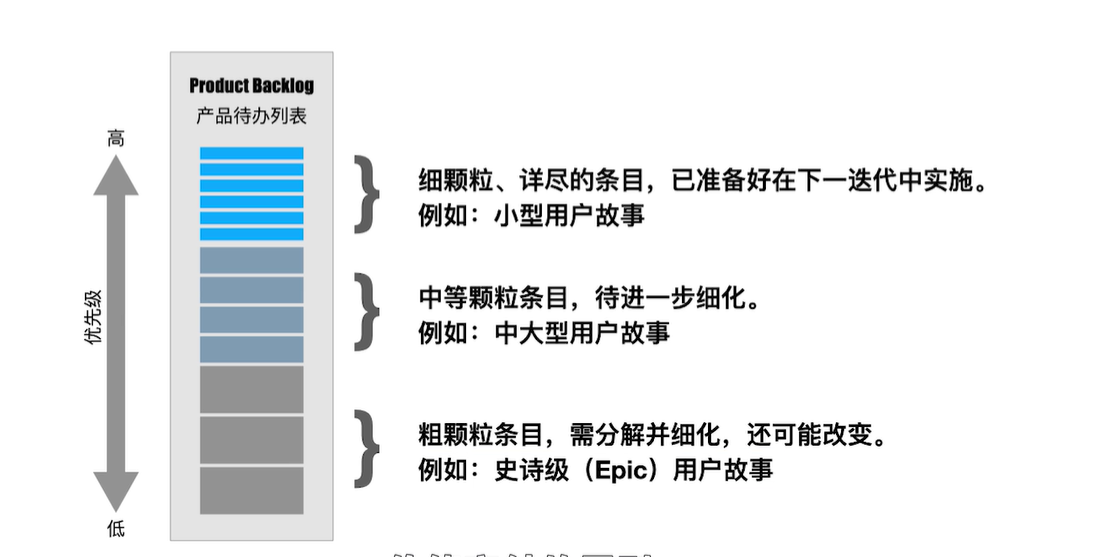 Product Backlog
产品待办列表
高
优先级
低
细颗粒、详尽的条目，已准备好在下一迭代中实施。
例如：小型用户故事
中等颗粒条目，待进一步细化。
例如：中大型用户故事
粗颗粒条目，需分解并细化，还可能改变。
例如：史诗级（Epic）用户故事